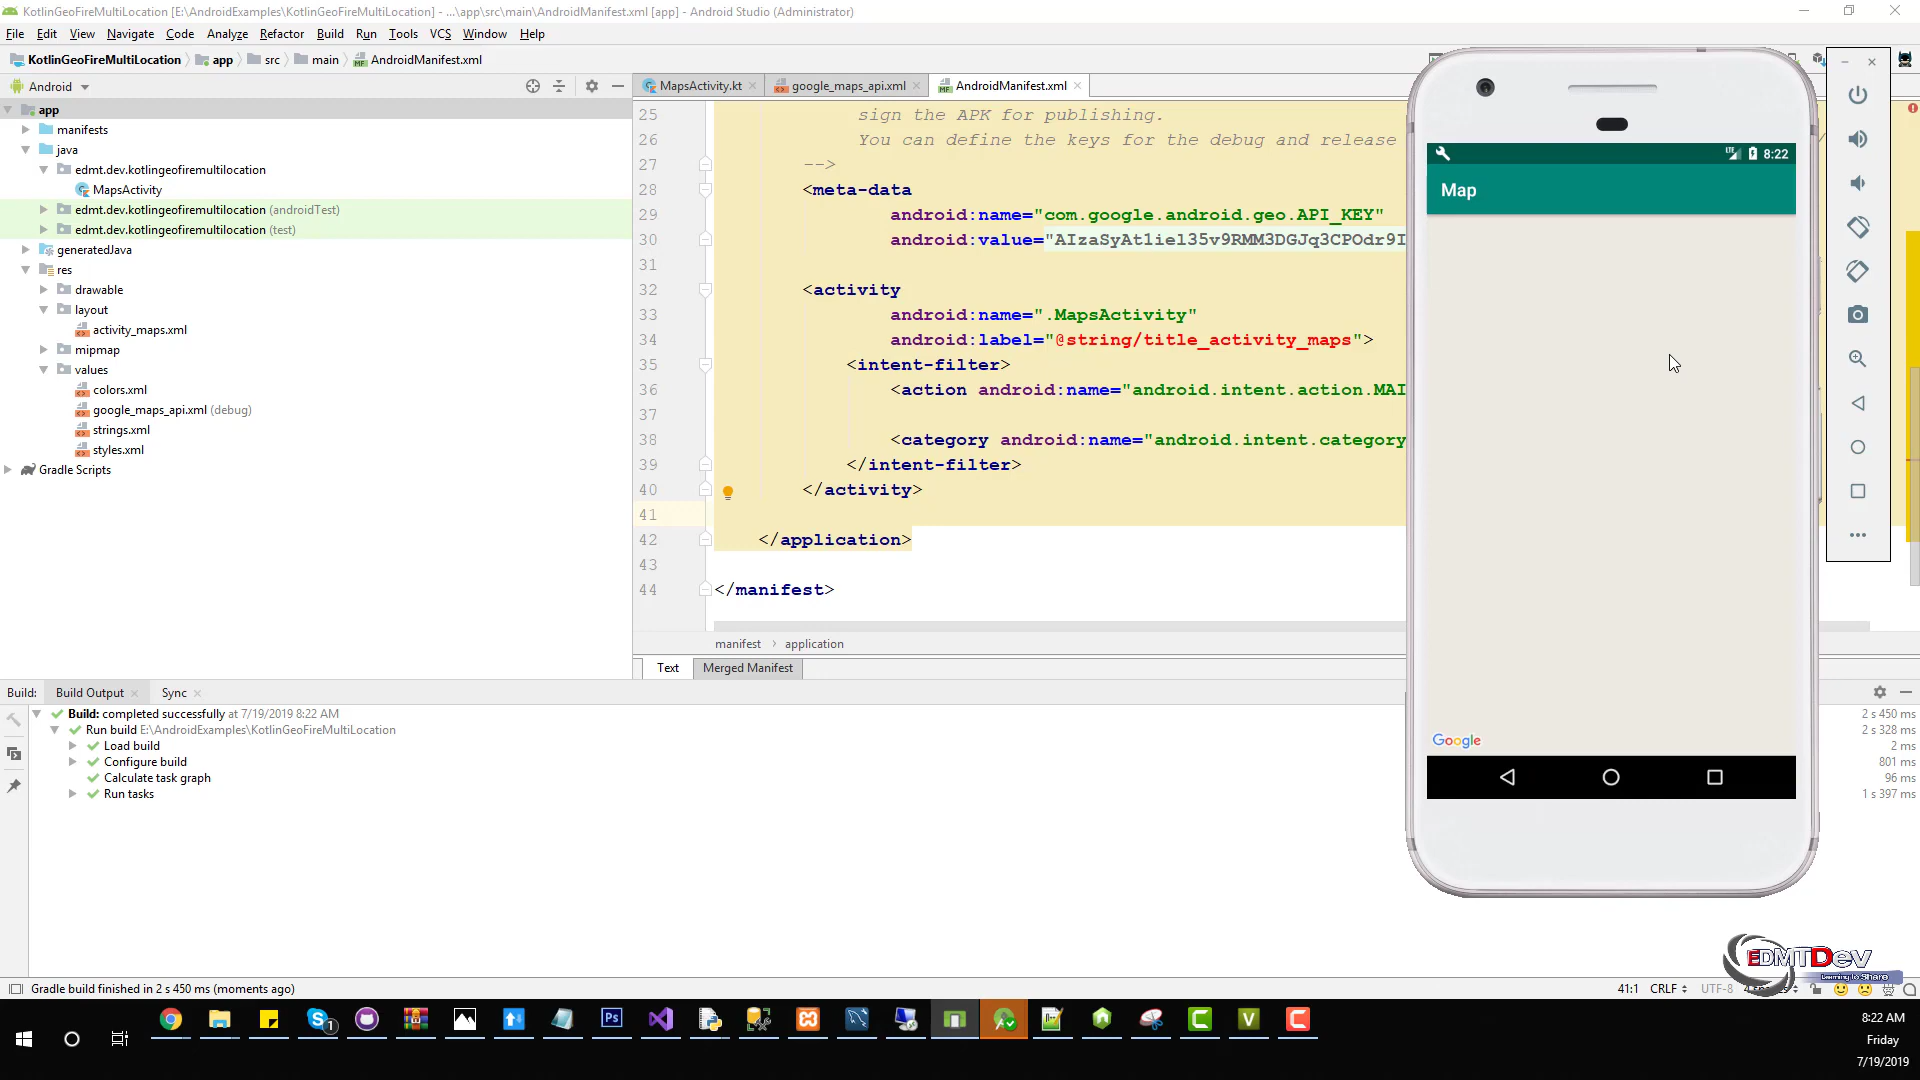 KotlinGeoFireMultiLocation [E:\AndroidExamples\KotlinGeoFireMultiLocation] - ...\app\src\main\AndroidManifest.xml [app] - Android Studio (Administrator)
File Edit View Navigate Code Analyze Refactor Build Run Tools VCS Window Help
KotlinGeoFireMultiLocation app src main AndroidManifest.xml
Android
MapsActivity.kt google_maps_api.xml AndroidManifest.xml
app
manifests
java
edmt.dev.kotlingeofiremultilocation
MapsActivity
edmt.dev.kotlingeofiremultilocation (androidTest)
edmt.dev.kotlingeofiremultilocation (test)
generatedJava
res
drawable
layout
activity_maps.xml
mipmap
values
colors.xml
google_maps_api.xml (debug)
strings.xml
styles.xml
Gradle Scripts
25 sign the APK for publishing.
26 You can define the keys for the debug and release
27 -->
28 <meta-data
29 android:name="com.google.android.geo.API_KEY"
30 android:value="AIzaSyAt1iel35v9RMM3DGJq3CPOdr9I
31
32 <activity
33 android:name=".MapsActivity"
34 android:label="@string/title_activity_maps">
35 <intent-filter>
36 <action android:name="android.intent.action.MAI
37
38 <category android:name="android.intent.category
39 </intent-filter>
40 </activity>
41
42 </application>
43
44 </manifest>
manifest application
Text Merged Manifest
LTE 8:22
Map
Google
Build: Build Output Sync
Build: completed successfully at 7/19/2019 8:22 AM 2 s 450 ms
Run build E:\AndroidExamples\KotlinGeoFireMultiLocation 2 s 328 ms
Load build 2 ms
Configure build 801 ms
Calculate task graph 96 ms
Run tasks 1 s 397 ms
EDMTDev
Learning to Share
Gradle build finished in 2 s 450 ms (moments ago) 41:1 CRLF UTF-8
Ps
1
8:22 AM
Friday
7/19/2019